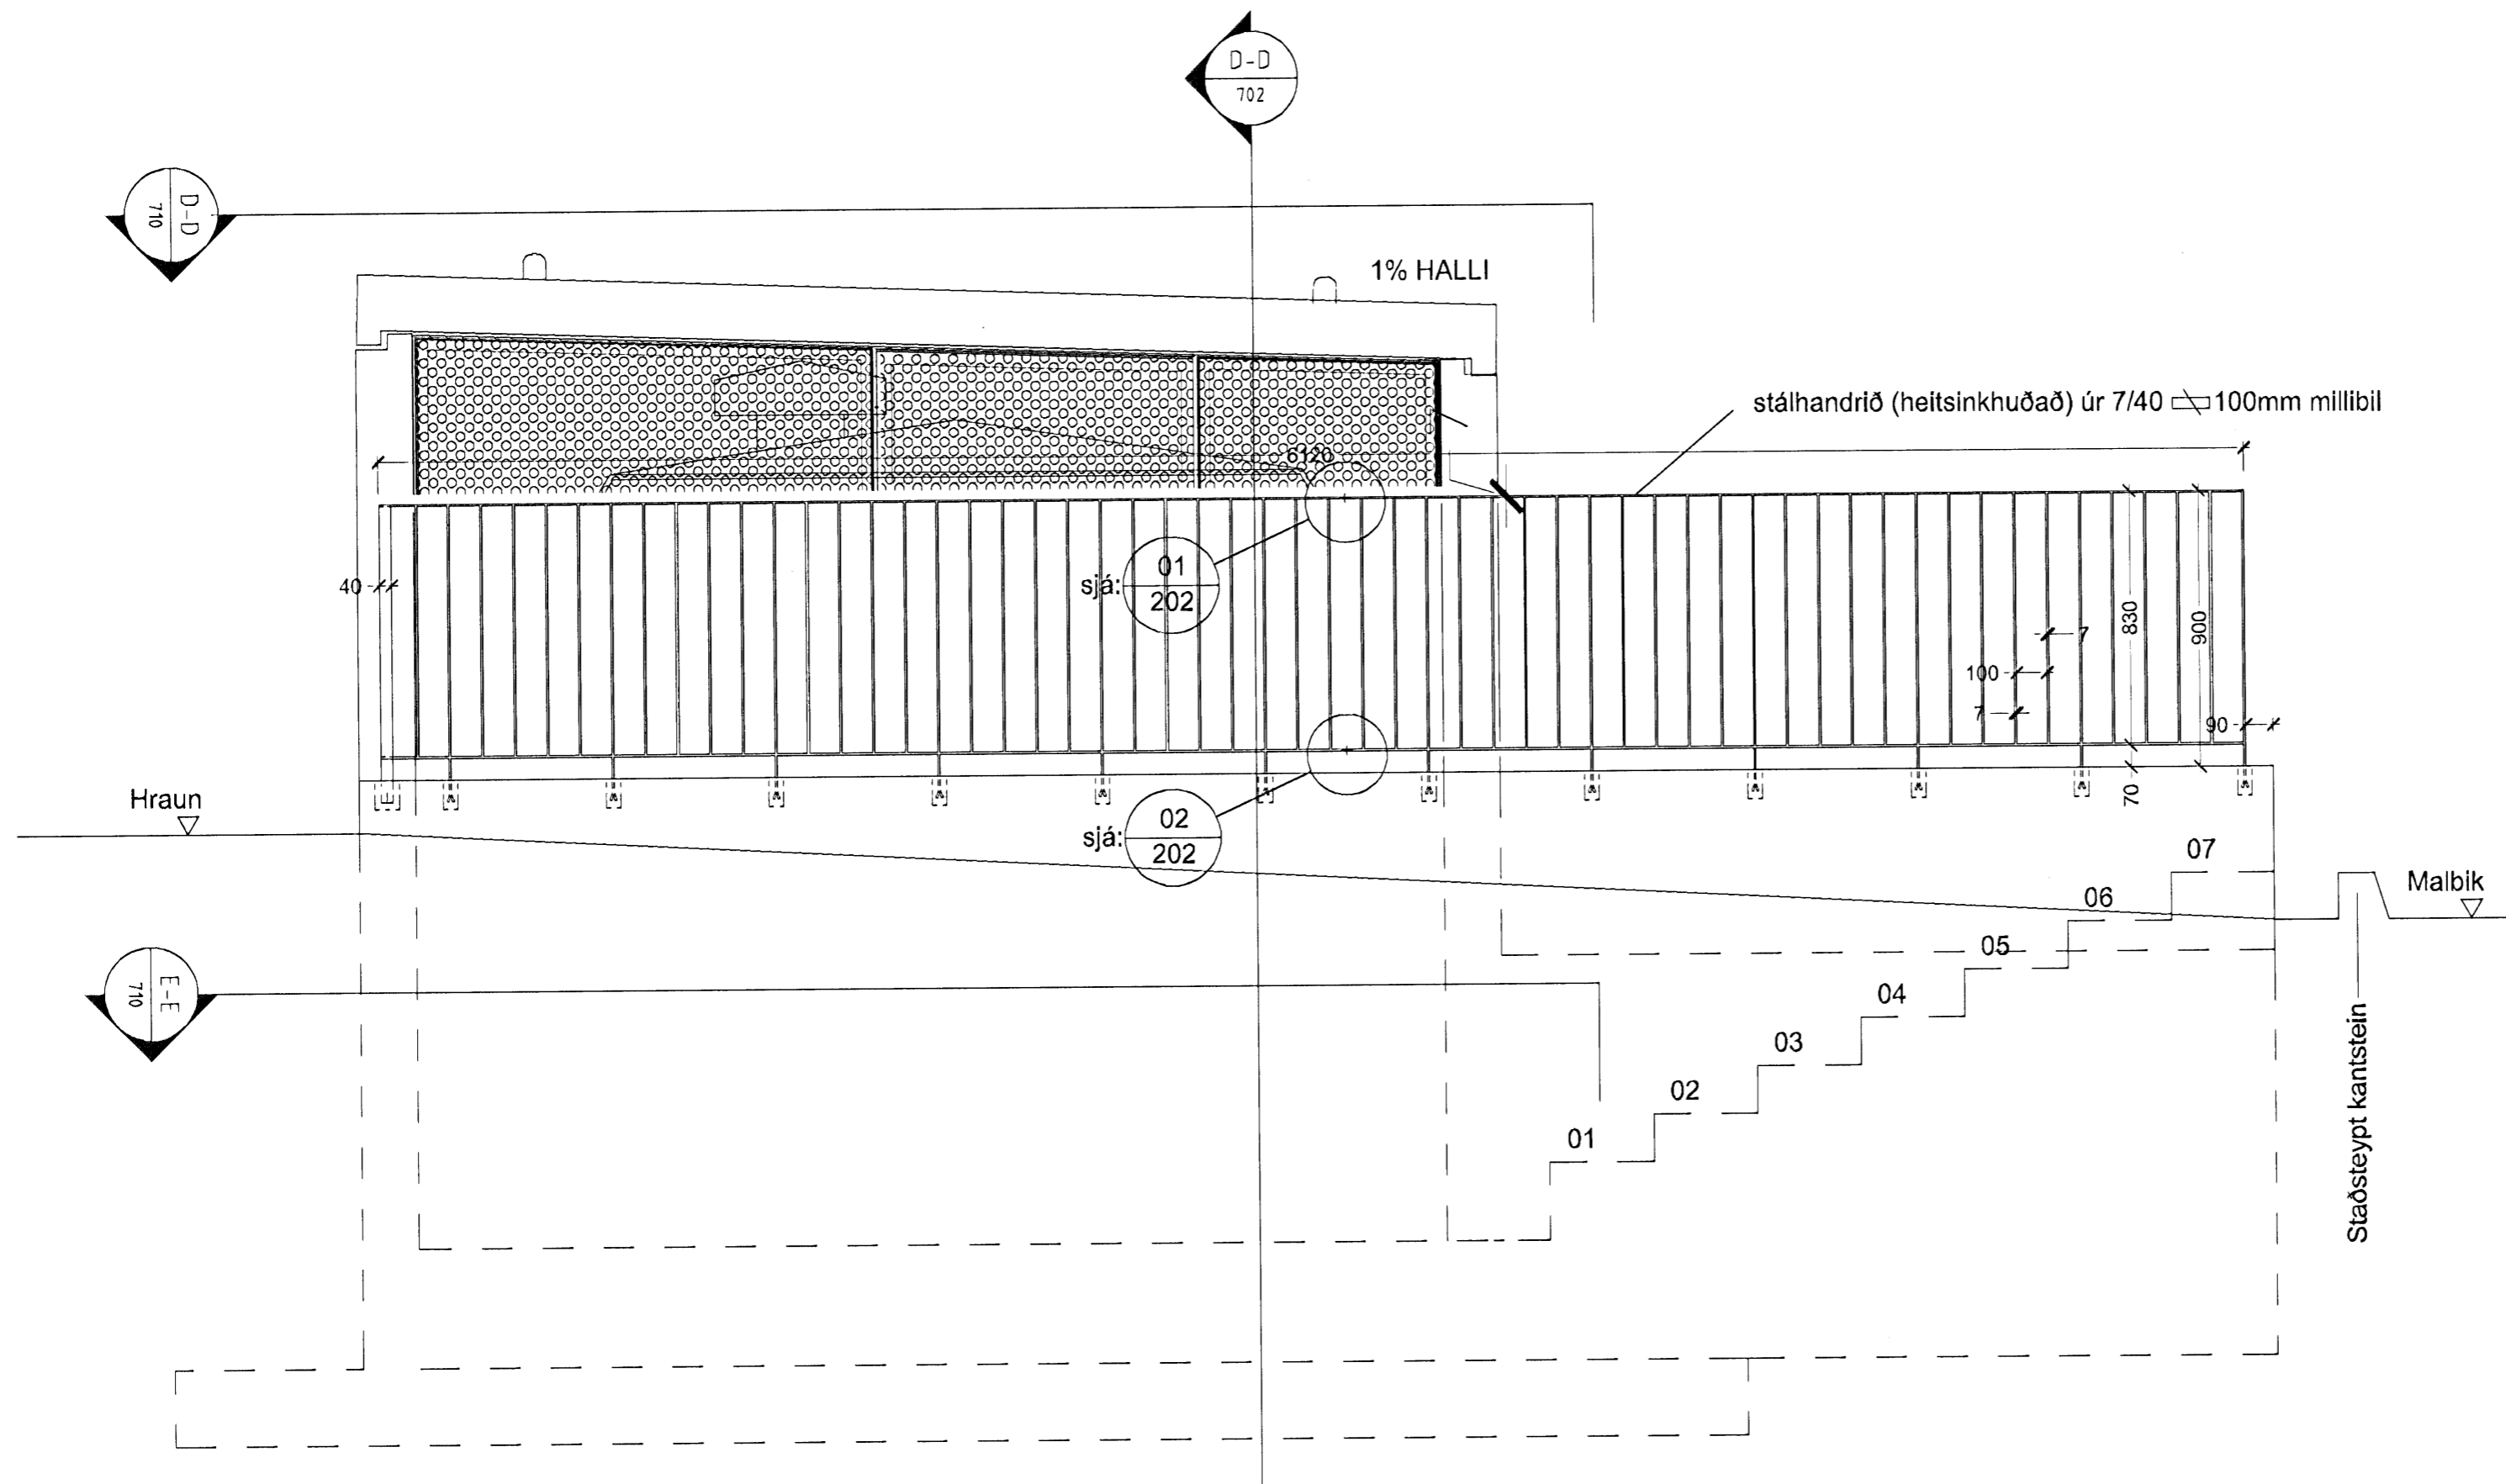 D-D
702
D-D
710
1% HALLI
stálhandrið (heitsinkhuðað) úr 7/40 100mm millibil
6120
40
sjá:
01
202
830
900
7
100
7
90
70
Hraun
sjá:
02
202
07
06
Malbik
05
E-E
710
04
03
02
01
Staðsteypt kantstein